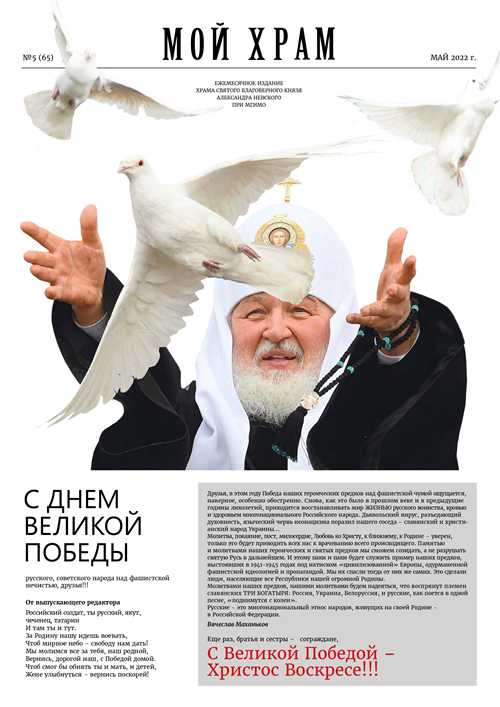 МОЙ ХРАМ
№5 (65)
МАЙ 2022 г.
ЕЖЕМЕСЯЧНОЕ ИЗДАНИЕ
ХРАМА СВЯТОГО БЛАГОВЕРНОГО КНЯЗЯ
АЛЕКСАНДРА НЕВСКОГО
ПРИ МГИМО
С ДНЕМ
ВЕЛИКОЙ
ПОБЕДЫ
русского, советского народа над фашистской
нечистью, друзья!!!
От выпускающего редактора
Российский солдат, ты русский, якут,
чеченец, татарин
И там ты и тут.
За Родину нашу идешь воевать,
Чтоб мирное небо – свободу нам дать!
Мы молимся все за тебя, наш родной,
Вернись, дорогой наш, с Победой домой.
Чтоб смог бы обнять ты и мать, и детей,
Жене улыбнуться – вернись поскорей!
Друзья, в этом году Победа наших героических предков над фашистской чумой ощущается,
наверное, особенно обостренно. Снова, как это было в прошлом веке и в предыдущие
годины лихолетий, приходится восстанавливать мир ЖИЗНЬЮ русского воинства, кровью
и здоровьем многонационального Российского народа. Дьявольский вирус, разъедающий
духовность, языческий червь неонацизма поразил нашего соседа – славянский и христи-
анский народ Украины...
Молитва, покаяние, пост, милосердие, Любовь ко Христу, к ближнему, к Родине – уверен,
только это будет приводить всех нас к врачеванию всего происходящего. Памятью
и молитвами наших героических и святых предков мы сможем созидать, а не разрушать
святую Русь в дальнейшем. И этому нам и вам будет служить пример наших предков,
выстоявших в 1941-1945 годах под натиском «цивилизованной» Европы, одурманенной
фашистской идеологией и пропагандой. Мы их спасли тогда от них же самих. Это сделали
люди, населяющие все Республики нашей огромной Родины.
Молитвами наших предков, нашими молитвами будем надеяться, что воспрянут племен
славянских ТРИ БОГАТЫРЯ: Россия, Украина, Белоруссия, и русские, как поется в одной
песне, «поднимутся с колен».
Русские – это многонациональный этнос народов, живущих на своей Родине –
в Российской Федерации.
Вячеслав Маханьков
Еще раз, братья и сестры – сограждане,
С Великой Победой –
Христос Воскресе!!!